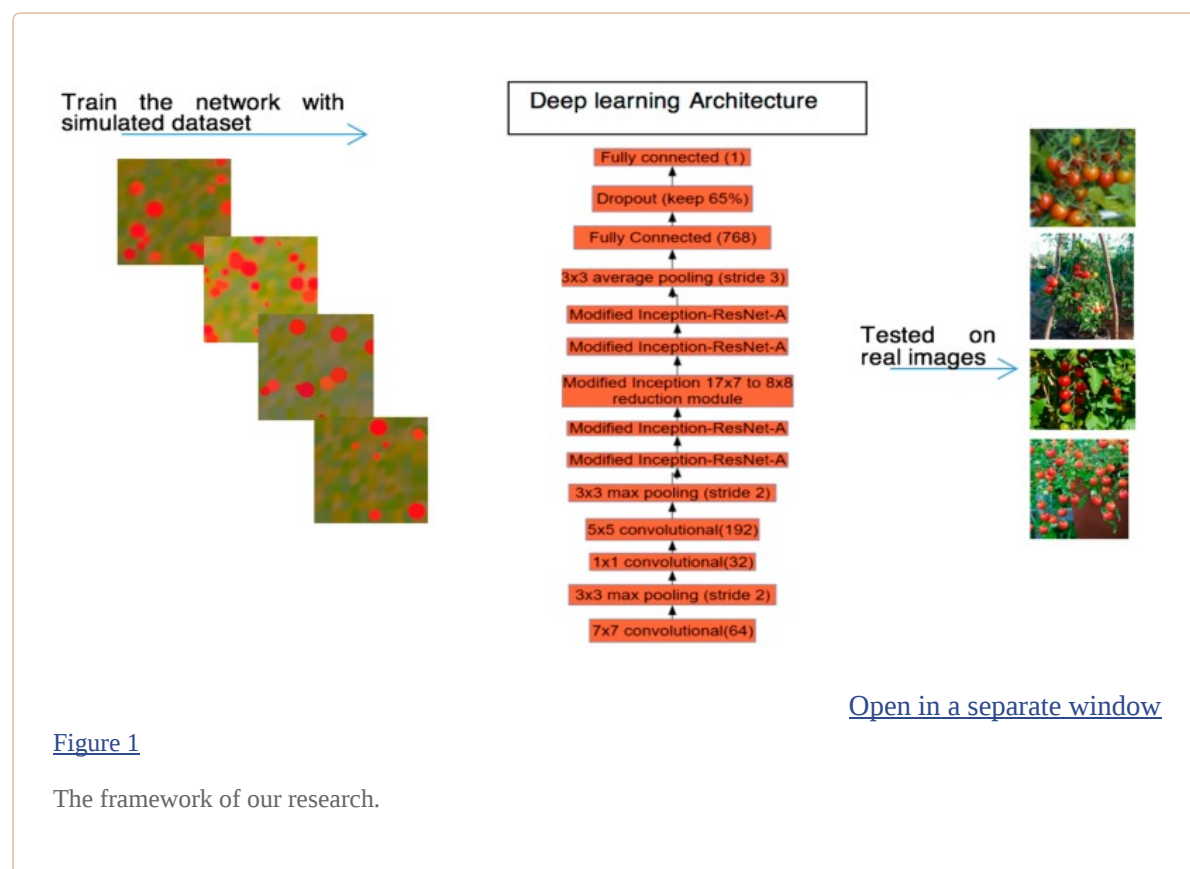 Train the network with
simulated dataset
Deep learning Architecture
Fully connected (1)
Dropout (keep 65%)
Fully Connected (768)
3x3 average pooling (stride 3)
Modified Inception-ResNet-A
Modified Inception-ResNet-A
Modified Inception 17x7 to 8x8
reduction module
Modified Inception-ResNet-A
Modified Inception-ResNet-A
3x3 max pooling (stride 2)
5x5 convolutional(192)
1x1 convolutional(32)
3x3 max pooling (stride 2)
7x7 convolutional(64)
Tested on
real images
Open in a separate window
Figure 1
The framework of our research.